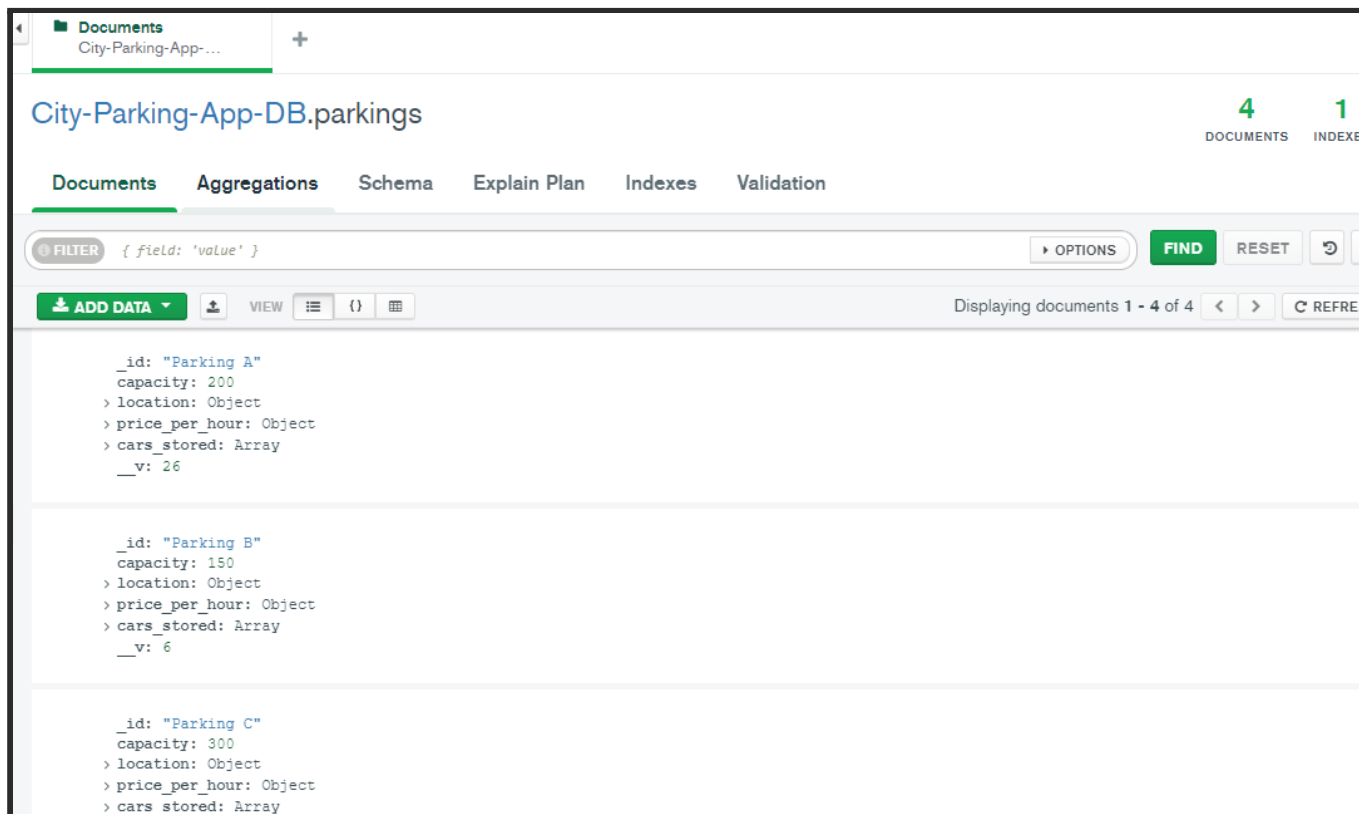 Documents
City-Parking-App-...
City-Parking-App-DB.parkings
4
DOCUMENTS
1
INDEXE
Documents Aggregations Schema Explain Plan Indexes Validation
FILTER { field: 'value' } OPTIONS FIND RESET
ADD DATA VIEW {} Displaying documents 1 - 4 of 4 < > REFRE
_id: "Parking A"
capacity: 200
> location: Object
> price_per_hour: Object
> cars_stored: Array
__v: 26
_id: "Parking B"
capacity: 150
> location: Object
> price_per_hour: Object
> cars_stored: Array
__v: 6
_id: "Parking C"
capacity: 300
> location: Object
> price_per_hour: Object
> cars_stored: Array